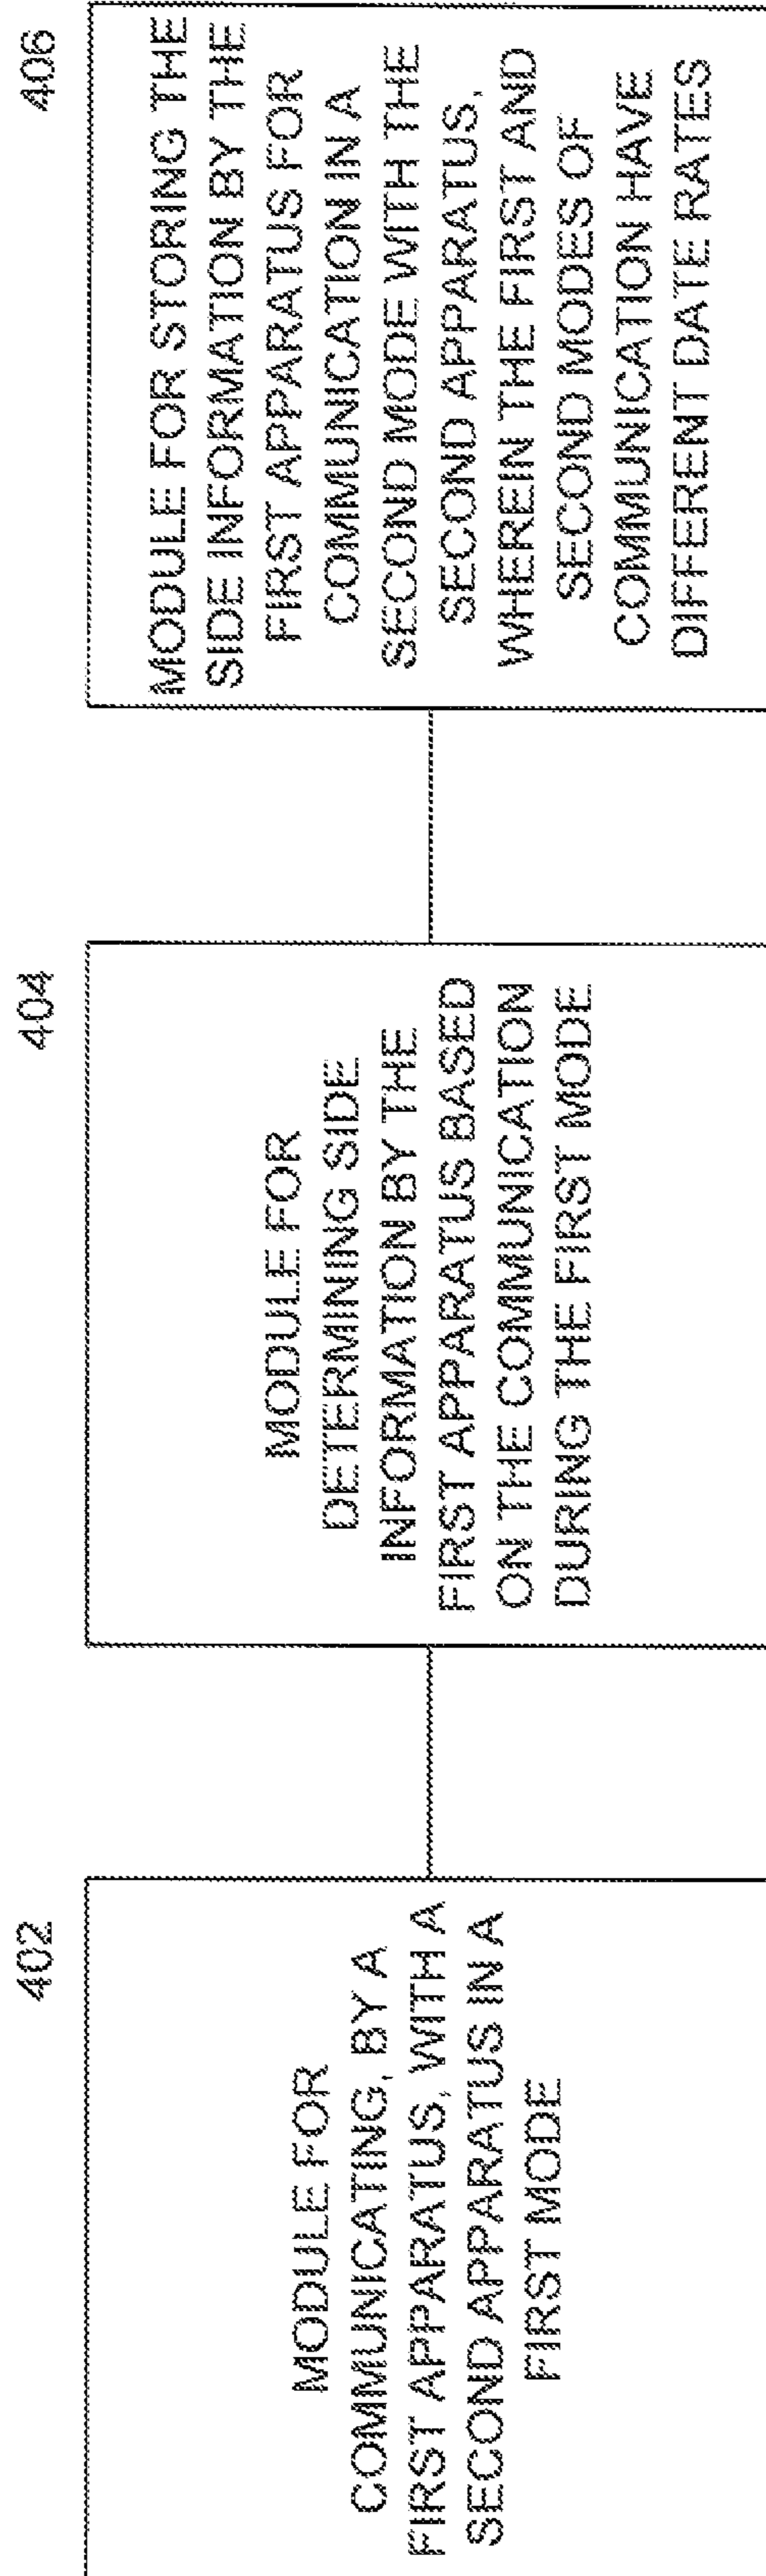 402
MODULE FOR
COMMUNICATING, BY A
FIRST APPARATUS, WITH A
SECOND APPARATUS IN A
FIRST MODE
404
MODULE FOR
DETERMINING SIDE
INFORMATION BY THE
FIRST APPARATUS BASED
ON THE COMMUNICATION
DURING THE FIRST MODE
406
MODULE FOR STORING THE
SIDE INFORMATION BY THE
FIRST APPARATUS FOR
COMMUNICATION IN A
SECOND MODE WITH THE
SECOND APPARATUS,
WHEREIN THE FIRST AND
SECOND MODES OF
COMMUNICATION HAVE
DIFFERENT DATE RATES